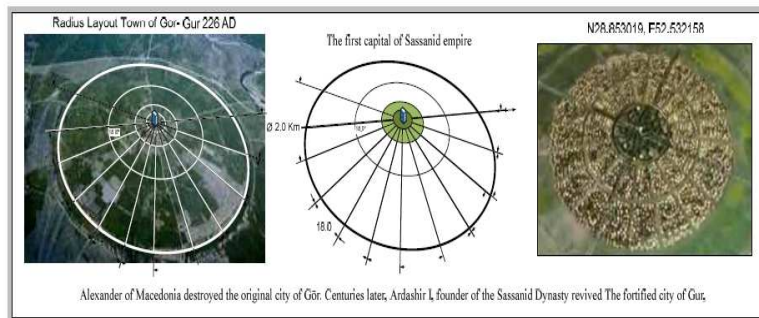 Radius Layout Town of Gor- Gur 226 AD
The first capital of Sassanid empire
N28.853019, F52.532158
Ø 2.0 Km
18.0
Alexander of Macedonia destroyed the original city of Gōr. Centuries later, Ardashir I, founder of the Sassanid Dynasty revived The fortified city of Gur,